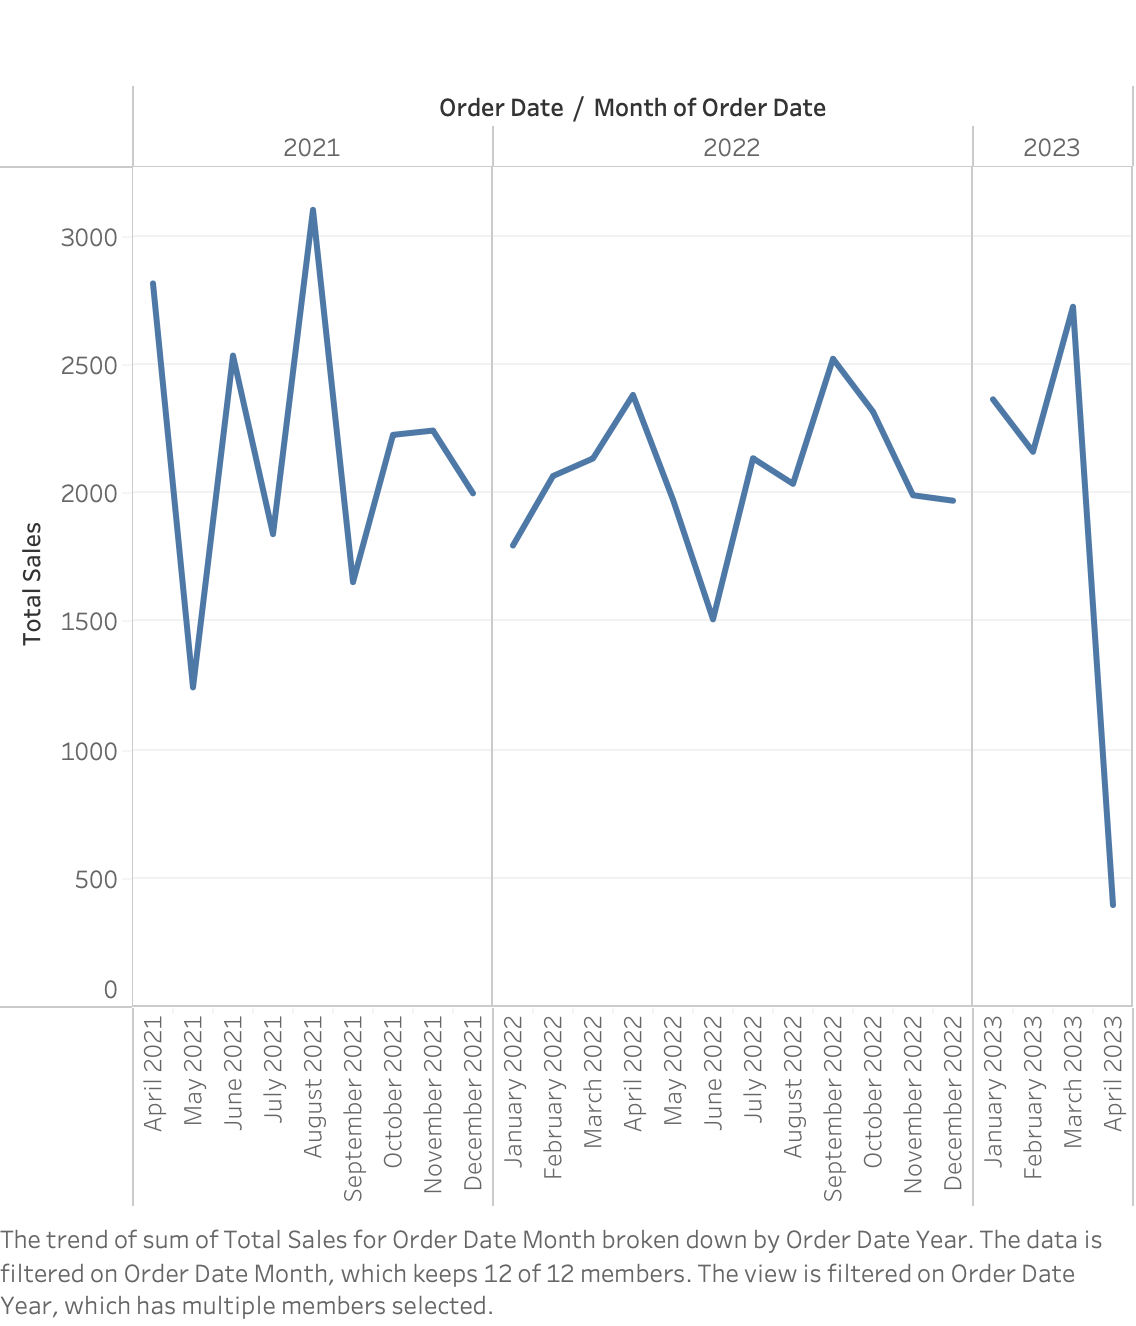 Order Date / Month of Order Date
2021
2022
2023
Total Sales
3000
2500
2000
1500
1000
500
0
April 2021
May 2021
June 2021
July 2021
August 2021
September 2021
October 2021
November 2021
December 2021
January 2022
February 2022
March 2022
April 2022
May 2022
June 2022
July 2022
August 2022
September 2022
October 2022
November 2022
December 2022
January 2023
February 2023
March 2023
April 2023
The trend of sum of Total Sales for Order Date Month broken down by Order Date Year. The data is
filtered on Order Date Month, which keeps 12 of 12 members. The view is filtered on Order Date
Year, which has multiple members selected.